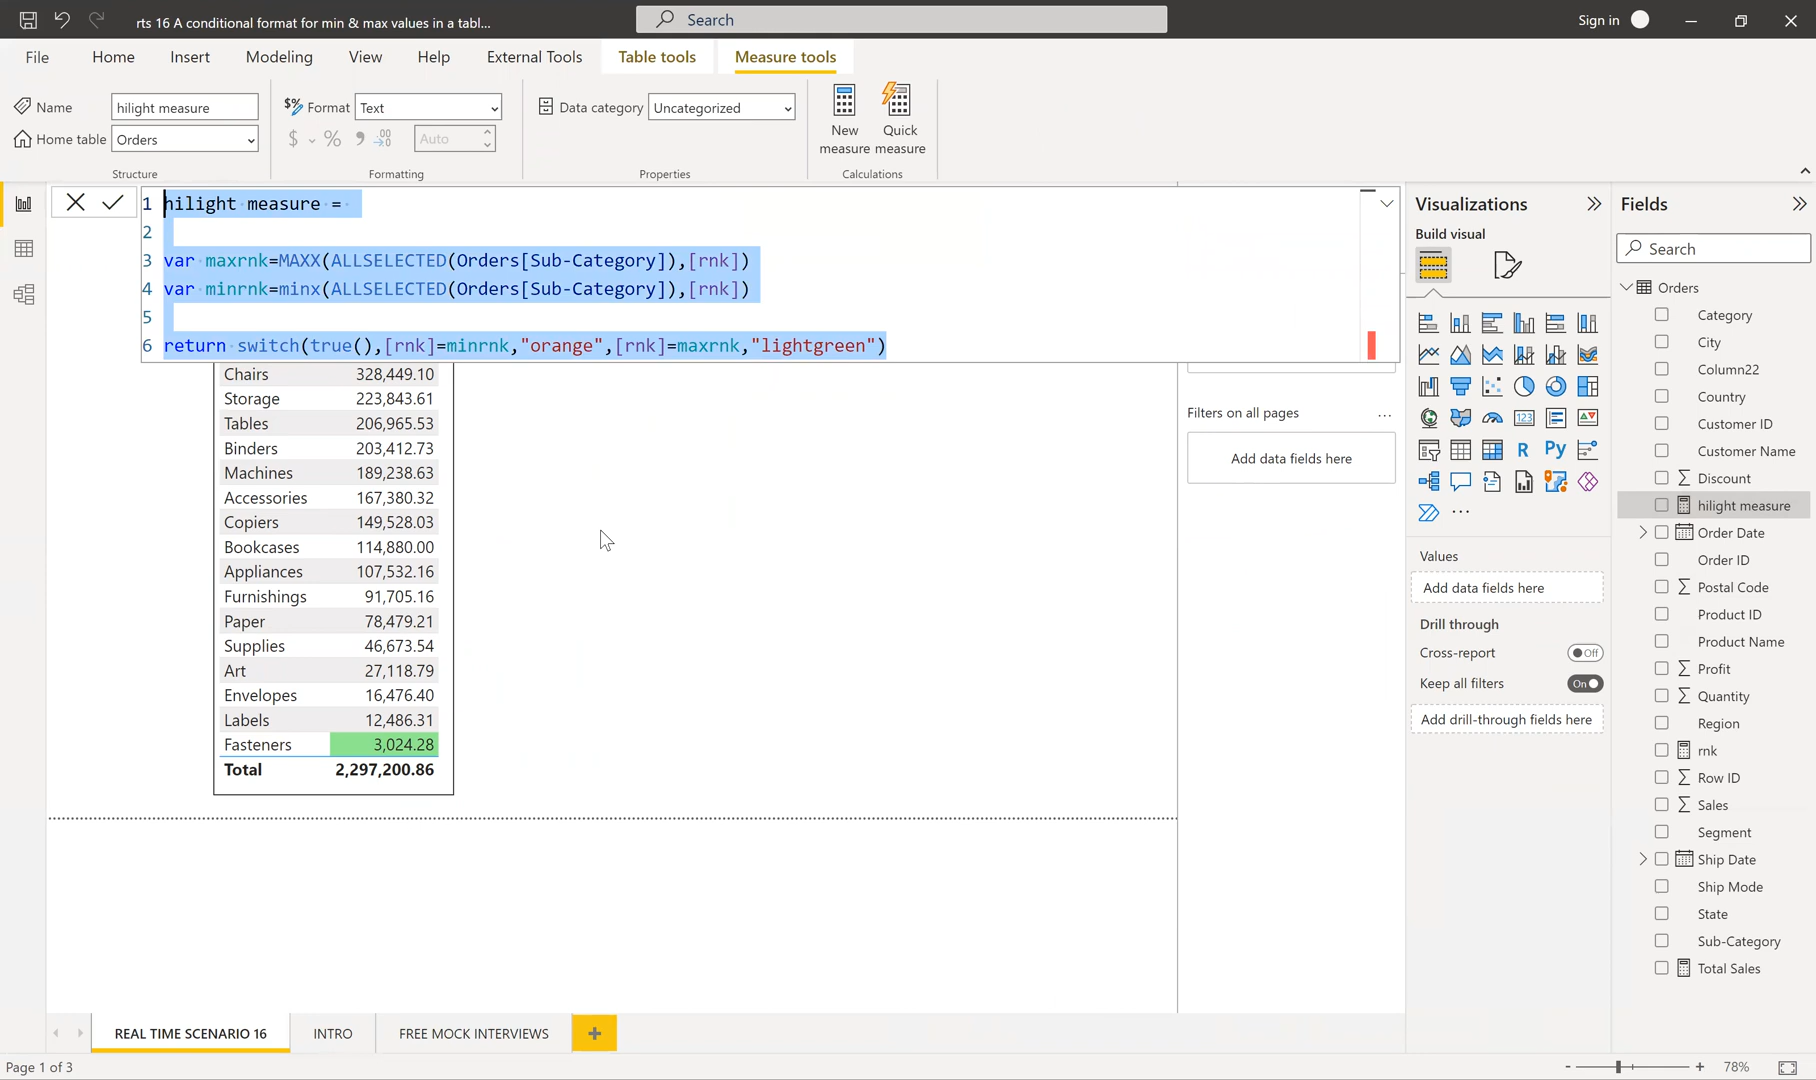 rts 16 A conditional format for min & max values in a tabl...
Search
Sign in
File
Home
Insert
Modeling
View
Help
External Tools
Table tools
Measure tools
Name
hilight measure
Home table
Orders
Structure
Format
Text
$
%
Auto
Formatting
Data category
Uncategorized
Properties
New measure
Quick measure
Calculations
1 hilight measure =
2
3 var maxrnk=MAXX(ALLSELECTED(Orders[Sub-Category]),[rnk])
4 var minrnk=minx(ALLSELECTED(Orders[Sub-Category]),[rnk])
5
6 return switch(true(),[rnk]=minrnk,"orange",[rnk]=maxrnk,"lightgreen")
Chairs 328,449.10
Storage 223,843.61
Tables 206,965.53
Binders 203,412.73
Machines 189,238.63
Accessories 167,380.32
Copiers 149,528.03
Bookcases 114,880.00
Appliances 107,532.16
Furnishings 91,705.16
Paper 78,479.21
Supplies 46,673.54
Art 27,118.79
Envelopes 16,476.40
Labels 12,486.31
Fasteners 3,024.28
Total 2,297,200.86
Filters on all pages ...
Add data fields here
Visualizations
Build visual
123
R
Py
...
Values
Add data fields here
Drill through
Cross-report
Off
Keep all filters
On
Add drill-through fields here
Fields
Search
Orders
Category
City
Column22
Country
Customer ID
Customer Name
Discount
hilight measure
Order Date
Order ID
Postal Code
Product ID
Product Name
Profit
Quantity
Region
rnk
Row ID
Sales
Segment
Ship Date
Ship Mode
State
Sub-Category
Total Sales
REAL TIME SCENARIO 16
INTRO
FREE MOCK INTERVIEWS
+
Page 1 of 3
- + 78%